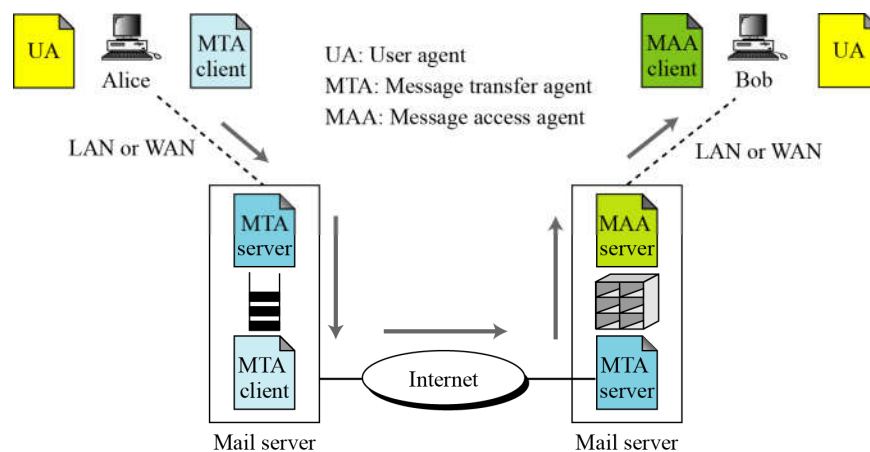 UA
Alice
MTA
client
UA: User agent
MTA: Message transfer agent
MAA: Message access agent
MAA
client
Bob
UA
LAN or WAN
LAN or WAN
MTA
server
MAA
server
MTA
client
Internet
MTA
server
Mail server
Mail server